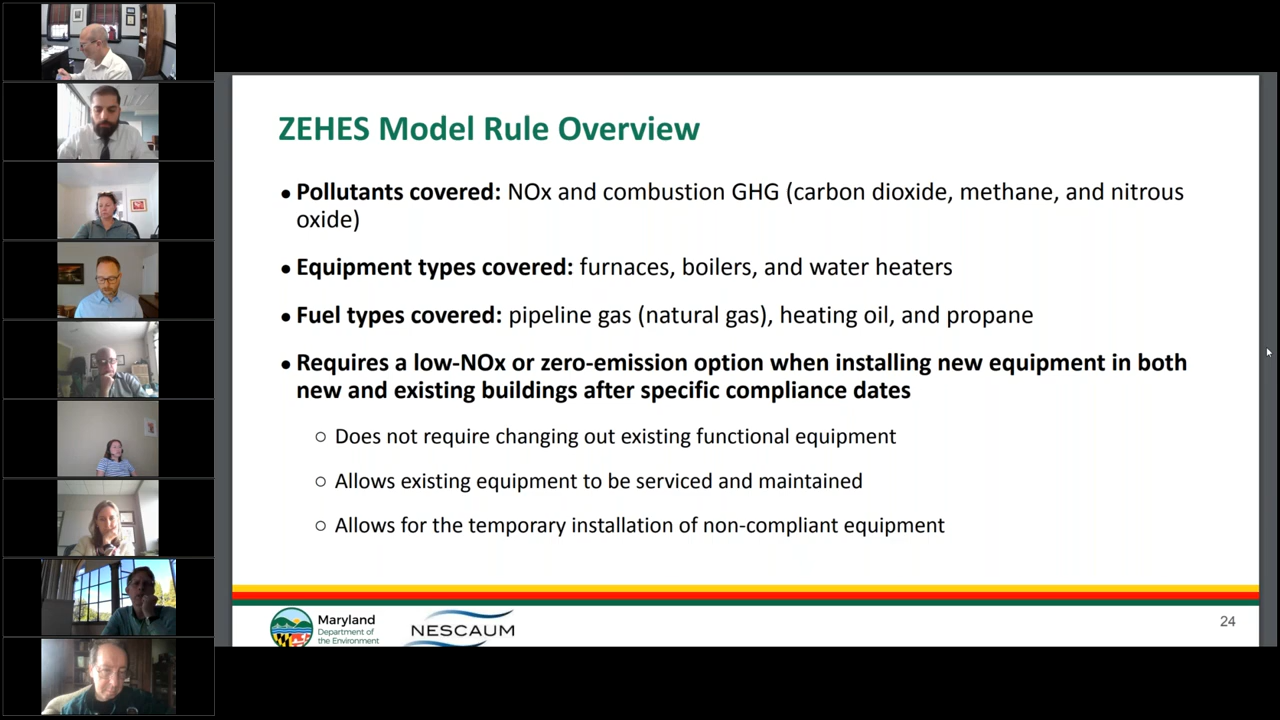 ZEHES Model Rule Overview
● Pollutants covered: NOx and combustion GHG (carbon dioxide, methane, and nitrous
oxide)
● Equipment types covered: furnaces, boilers, and water heaters
● Fuel types covered: pipeline gas (natural gas), heating oil, and propane
● Requires a low-NOx or zero-emission option when installing new equipment in both
new and existing buildings after specific compliance dates
○ Does not require changing out existing functional equipment
○ Allows existing equipment to be serviced and maintained
○ Allows for the temporary installation of non-compliant equipment
Maryland
Department of
the Environment
NESCAUM
24